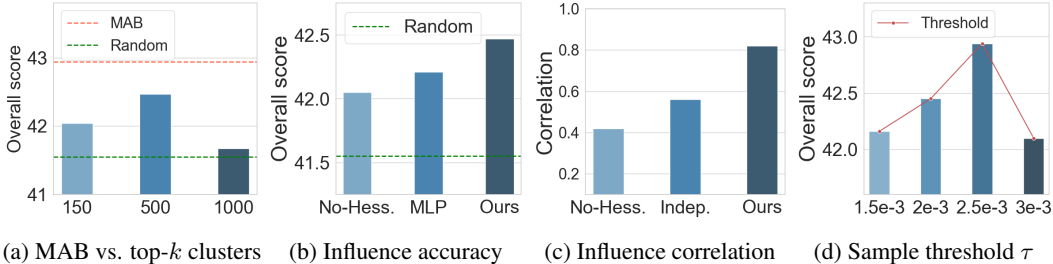 MAB
Random
Overall score
43
42
41
150 500 1000
(a) MAB vs. top-k clusters
Random
Overall score
42.5
42.0
41.5
No-Hess. MLP Ours
(b) Influence accuracy
Correlation
1.0
0.8
0.6
0.4
0.2
No-Hess. Indep. Ours
(c) Influence correlation
Threshold
Overall score
43.0
42.5
42.0
1.5e-3 2e-3 2.5e-3 3e-3
(d) Sample threshold τ